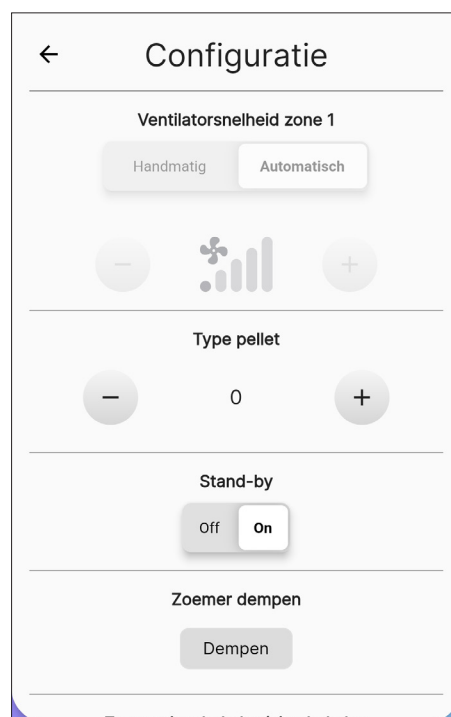 Configuratie
Ventilatorsnelheid zone 1
Handmatig Automatisch
Type pellet
0
Stand-by
Off On
Zoemer dempen
Dempen